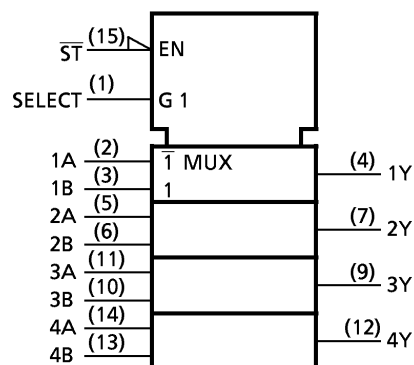 S̅T̅ (15) EN
SELECT (1) G 1
1A (2) 1̅ MUX (4) 1Y
1B (3) 1
2A (5) (7) 2Y
2B (6)
3A (11) (9) 3Y
3B (10)
4A (14) (12) 4Y
4B (13)